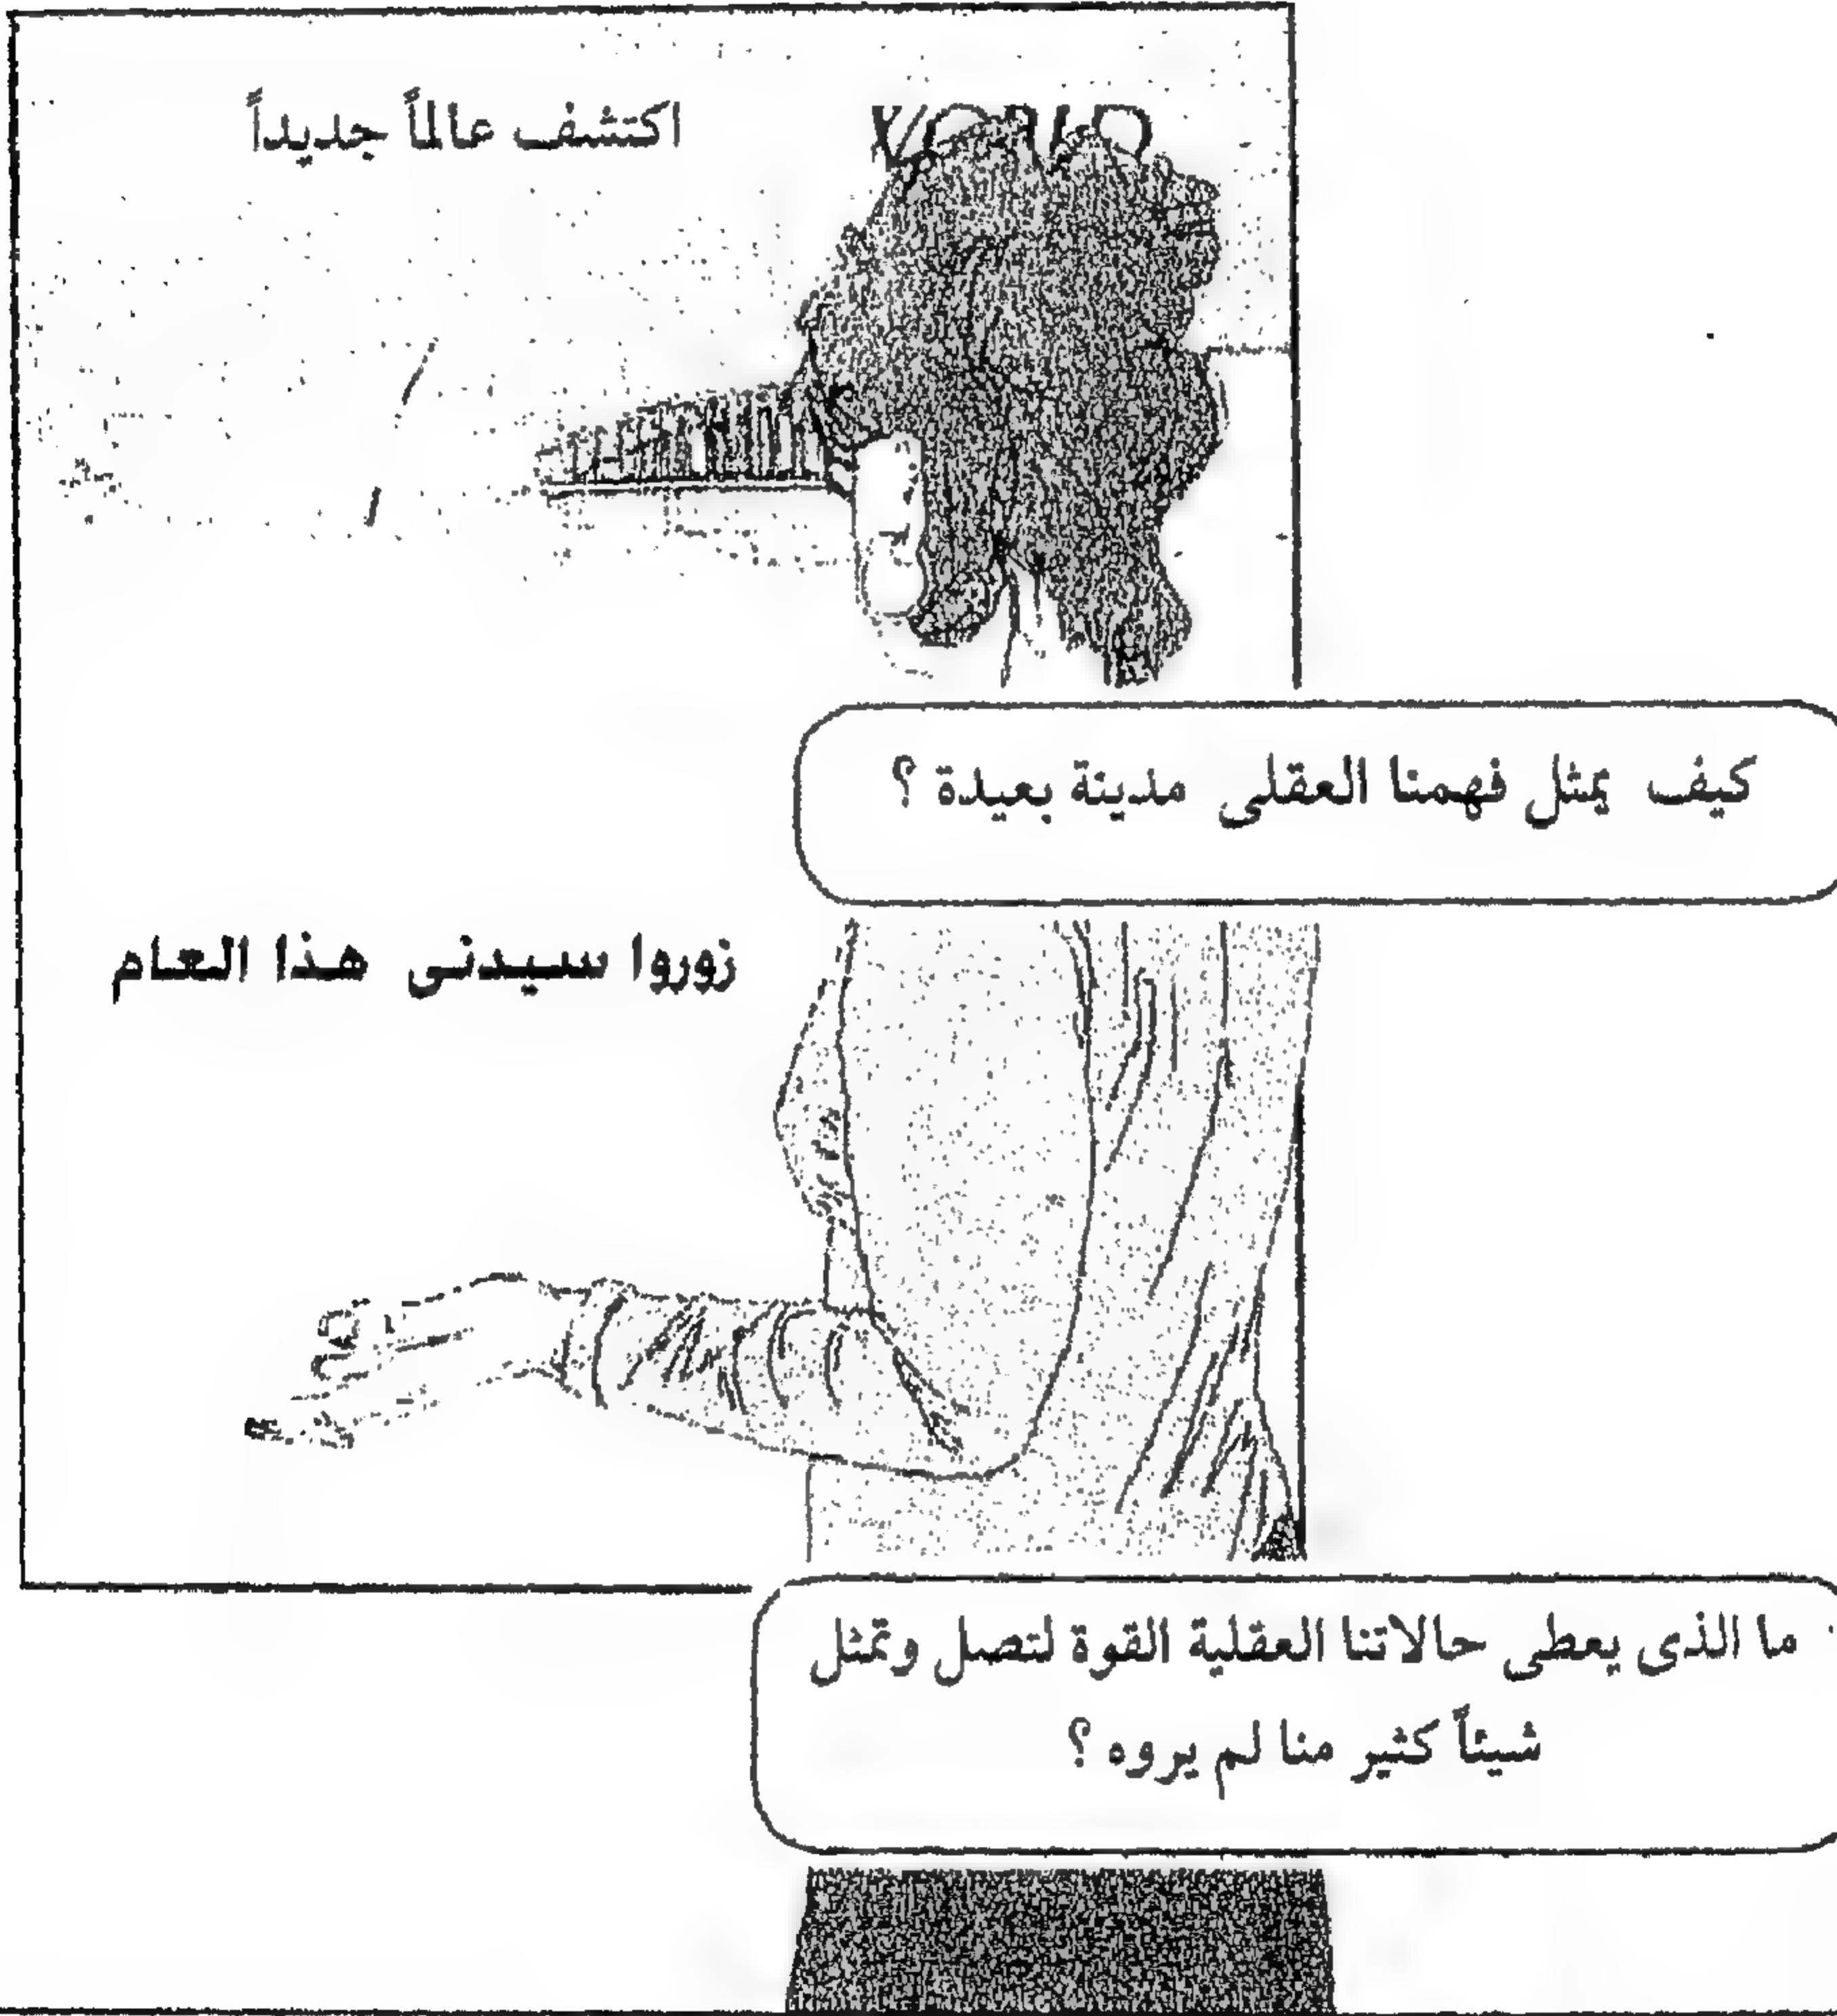 اكتشف عالماً جديداً
كيف يمثل فهمنا العقلى مدينة بعيدة ؟
زوروا سيدنى هذا العام
ما الذى يعطى حالاتنا العقلية القوة لتصل وتمثل
شيئاً كثير منا لم يروه ؟